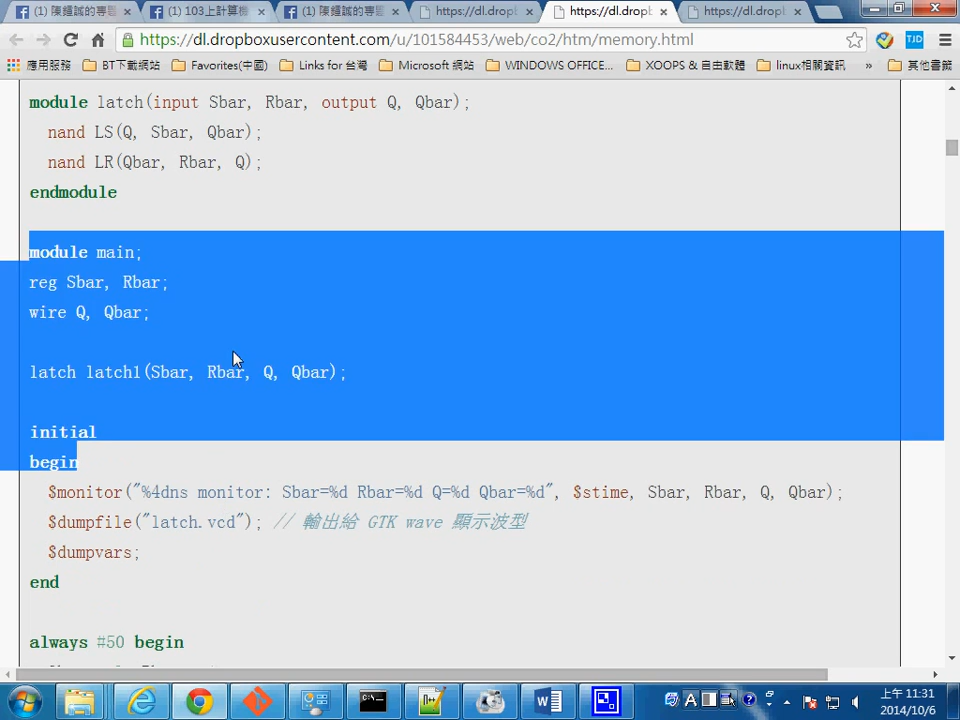 (1) 陳鍾誠的專
(1) 103上計算機
(1) 陳鍾誠的專
https://dl.dropb
https://dl.dropb
https://dl.dropb
https://dl.dropboxusercontent.com/u/101584453/web/co2/htm/memory.html
TJD
應用服務 BT下載網站 Favorites(中國) Links for 台灣 Microsoft 網站 WINDOWS OFFICE... XOOPS & 自由軟體 linux相關資訊 » 其他書籤
module latch(input Sbar, Rbar, output Q, Qbar);
nand LS(Q, Sbar, Qbar);
nand LR(Qbar, Rbar, Q);
endmodule
module main;
reg Sbar, Rbar;
wire Q, Qbar;
latch latch1(Sbar, Rbar, Q, Qbar);
initial
begin
$monitor("%4dns monitor: Sbar=%d Rbar=%d Q=%d Qbar=%d", $stime, Sbar, Rbar, Q, Qbar);
$dumpfile("latch.vcd"); // 輸出給 GTK wave 顯示波型
$dumpvars;
end
always #50 begin
上午 11:31
2014/10/6